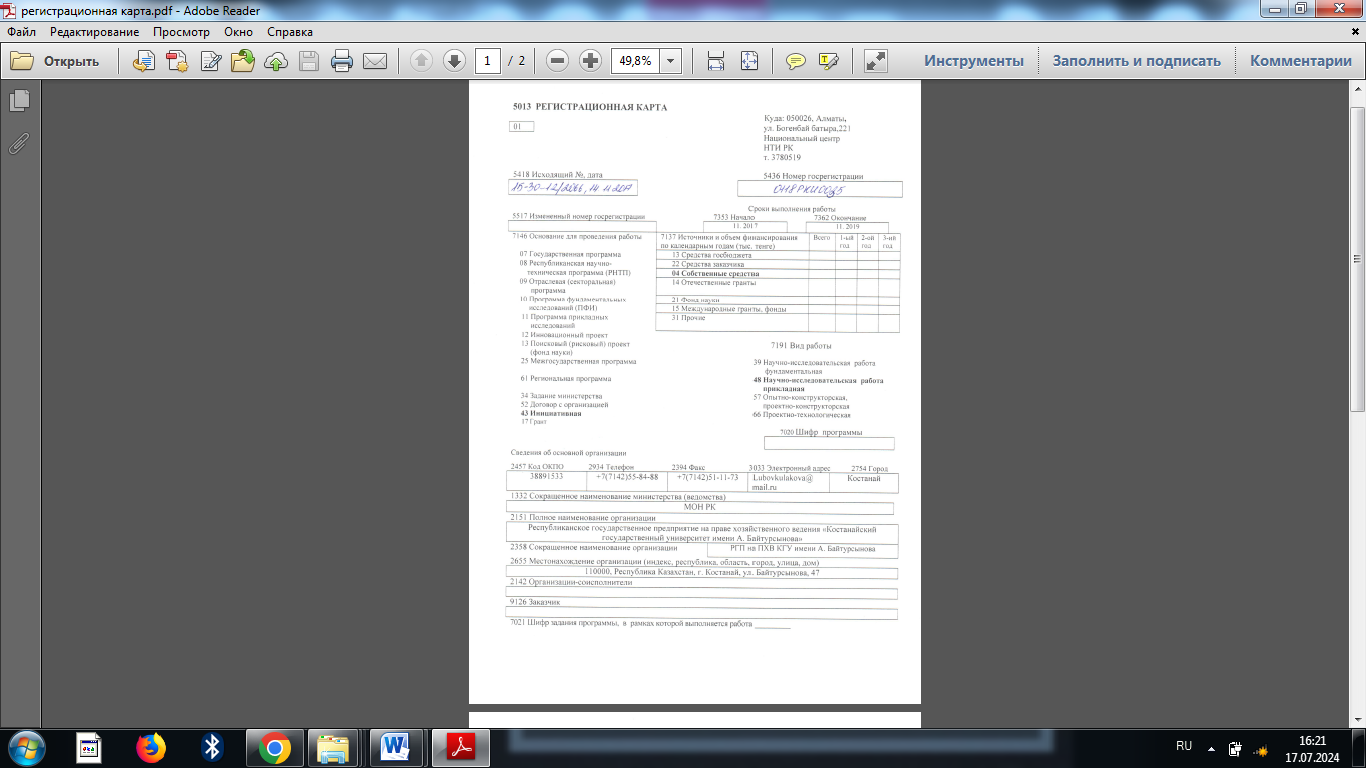 регистрационная карта.pdf - Adobe Reader
Файл Редактирование Просмотр Окно Справка
Открыть 1 / 2 49,8% Инструменты Заполнить и подписать Комментарии
5013 РЕГИСТРАЦИОННАЯ КАРТА
01
Куда: 050026, Алматы,
ул. Богенбай батыра,221
Национальный центр
НТИ РК
т. 3780519
5418 Исходящий №, дата
5436 Номер госрегистрации
Сроки выполнения работы
5517 Измененный номер госрегистрации
7353 Начало 7362 Окончание
11. 2017 11. 2019
7146 Основание для проведения работы
07 Государственная программа
08 Республиканская научно-
техническая программа (РНТП)
09 Отраслевая (секторальная)
программа
10 Программа фундаментальных
исследований (ПФИ)
11 Программа прикладных
исследований
12 Инновационный проект
13 Поисковый (рисковый) проект
(фонд науки)
25 Межгосударственная программа
61 Региональная программа
34 Задание министерства
52 Договор с организацией
43 Инициативная
17 Грант
7137 Источники и объем финансирования
по календарным годам (тыс. тенге)
Всего 1-ый год 2-ой год 3-ий год
13 Средства госбюджета
22 Средства заказчика
04 Собственные средства
14 Отечественные гранты
21 Фонд науки
15 Международные гранты, фонды
31 Прочие
7191 Вид работы
39 Научно-исследовательская работа
фундаментальная
48 Научно-исследовательская работа
прикладная
57 Опытно-конструкторская,
проектно-конструкторская
66 Проектно-технологическая
7020 Шифр программы
Сведения об основной организации
2457 Код ОКПО 2934 Телефон 2394 Факс 3033 Электронный адрес 2754 Город
38891533 +7(7142)55-84-88 +7(7142)51-11-73 Lubovkulakova@ Костанай
mail.ru
1332 Сокращенное наименование министерства (ведомства)
МОН РК
2151 Полное наименование организации
Республиканское государственное предприятие на праве хозяйственного ведения «Костанайский
государственный университет имени А. Байтурсынова»
2358 Сокращенное наименование организации РГП на ПХВ КГУ имени А. Байтурсынова
2655 Местонахождение организации (индекс, республика, область, город, улица, дом)
110000, Республика Казахстан, г. Костанай, ул. Байтурсынова, 47
2142 Организации-соисполнители
9126 Заказчик
7021 Шифр задания программы, в рамках которой выполняется работа
RU 16:21
17.07.2024